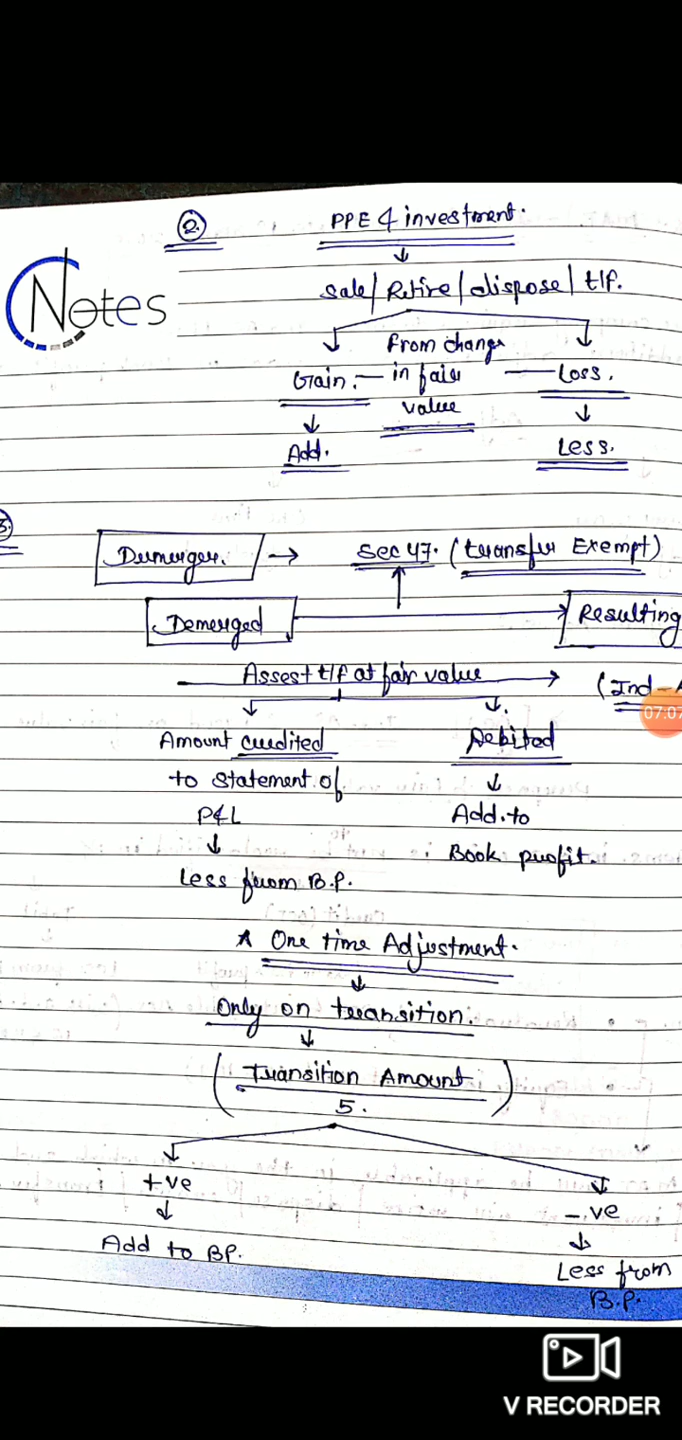 2. PPE & investment.
Notes
Sale/ Retire/dispose/ t/f.
From change
Gain. — in fair — Loss.
value
Add. Less.
3.
Demerger. → Sec 47. (transfer Exempt)
Demerged Resulting
Assest t/f at fair value
(Ind-A
07:07
Amount credited Debited
to statement of
P&L Add. to
Book profit.
Less from B.P.
* One time Adjustment.
Only on transition.
(Transition Amount
5.)
+ve
-ve
Add to BP.
Less from
B.P.
V RECORDER